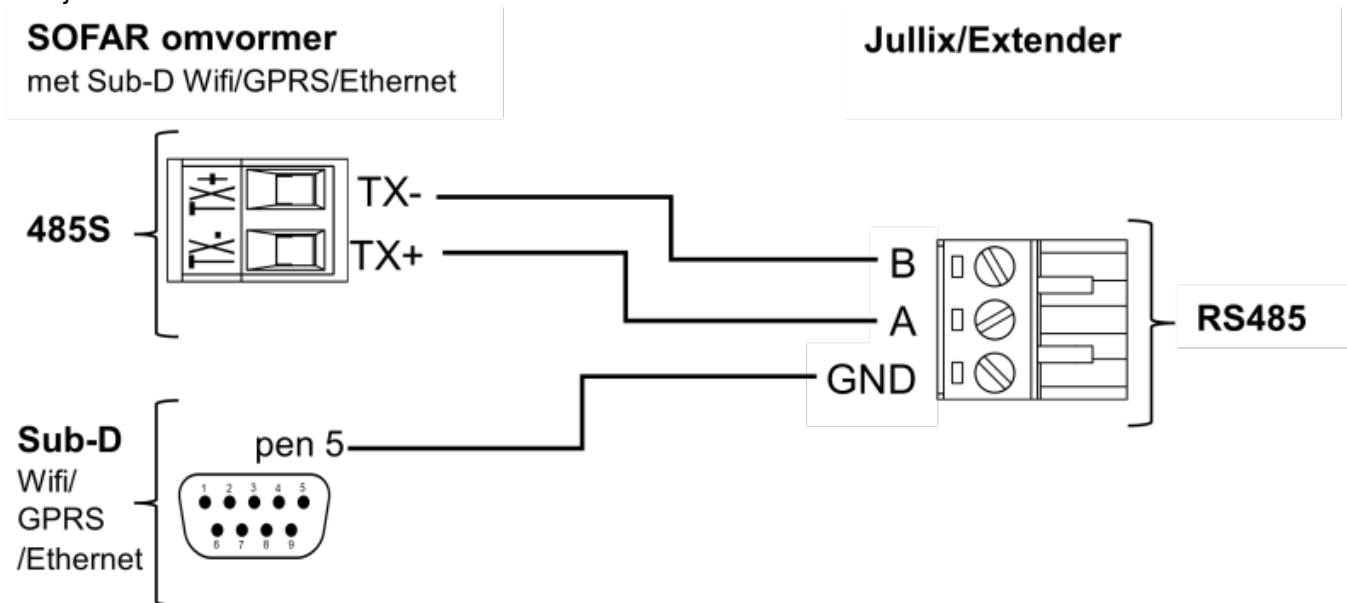 SOFAR omvormer
met Sub-D Wifi/GPRS/Ethernet
Jullix/Extender
485S
TX+
TX-
TX-
TX+
B
A
GND
RS485
Sub-D
Wifi/
GPRS
/Ethernet
pen 5
1 2 3 4 5
6 7 8 9